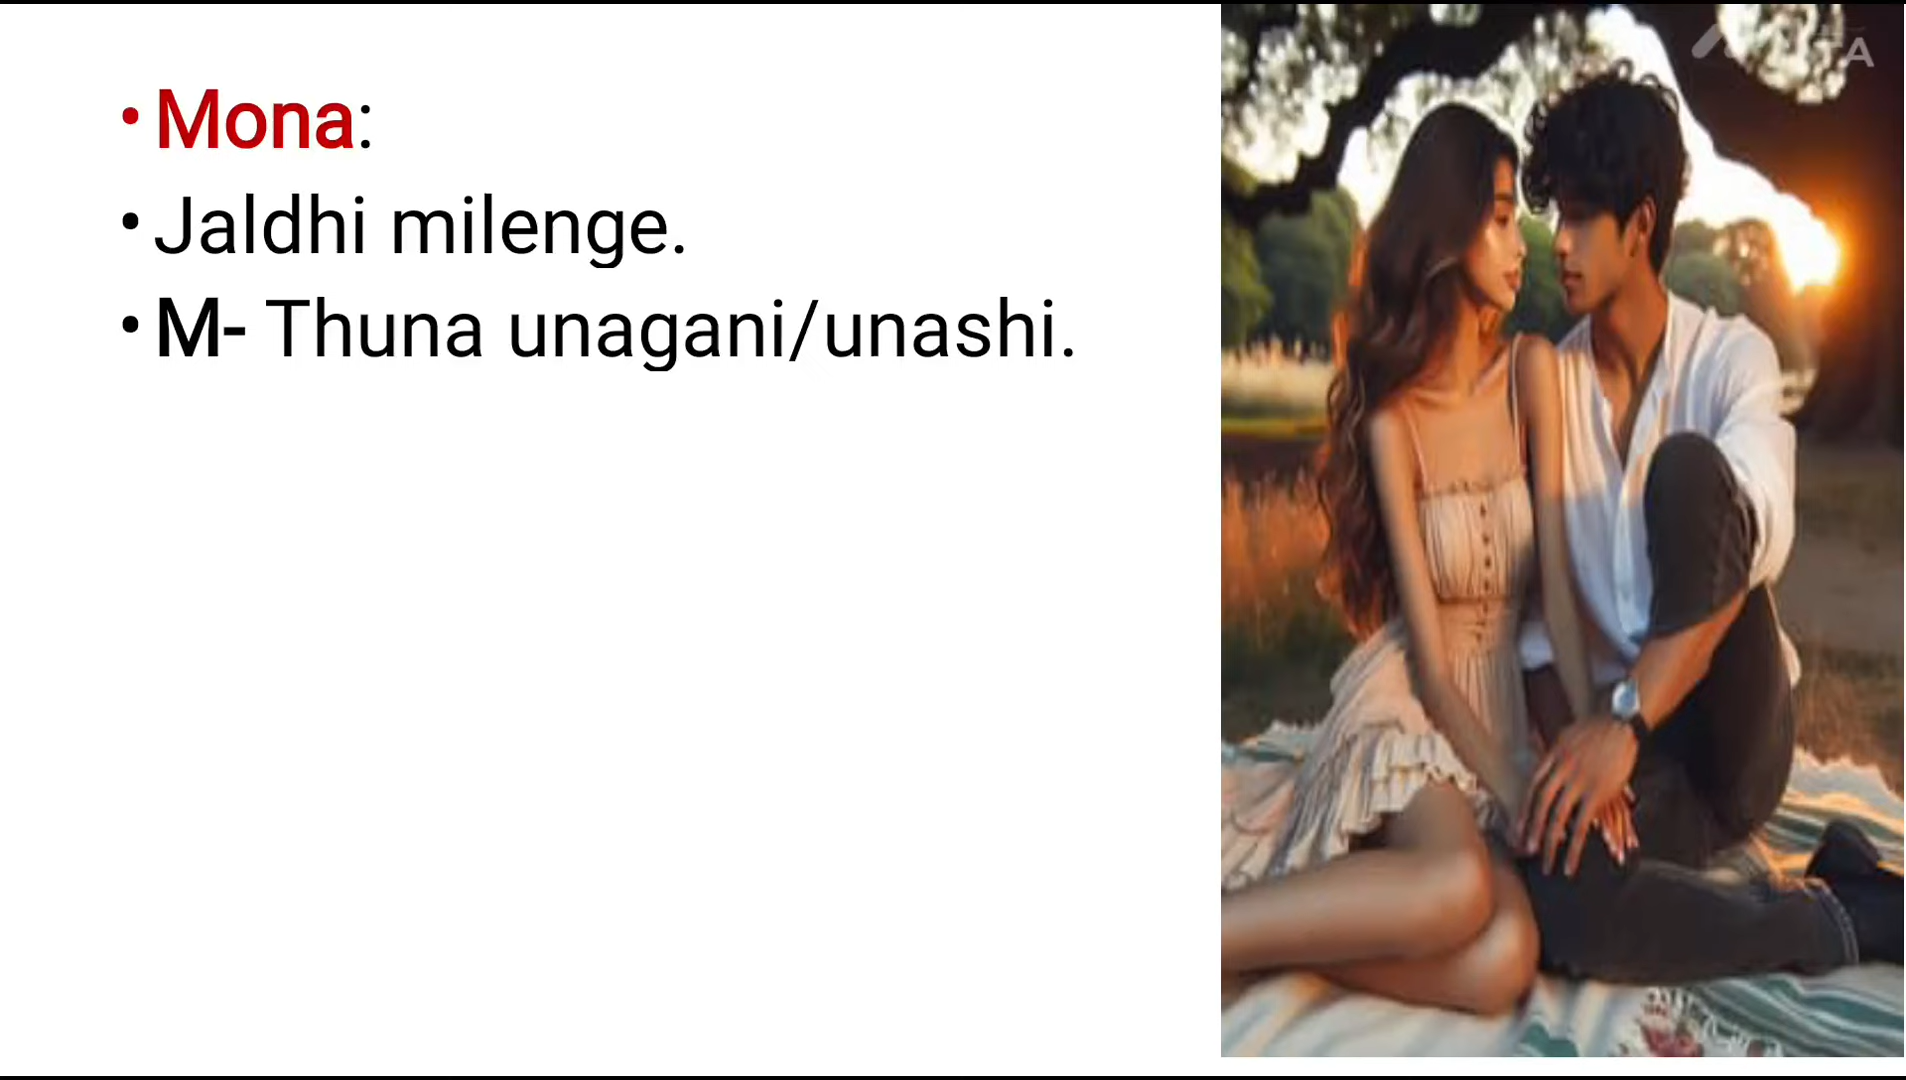 • Mona:
• Jaldhi milenge.
• M- Thuna unagani/unashi.